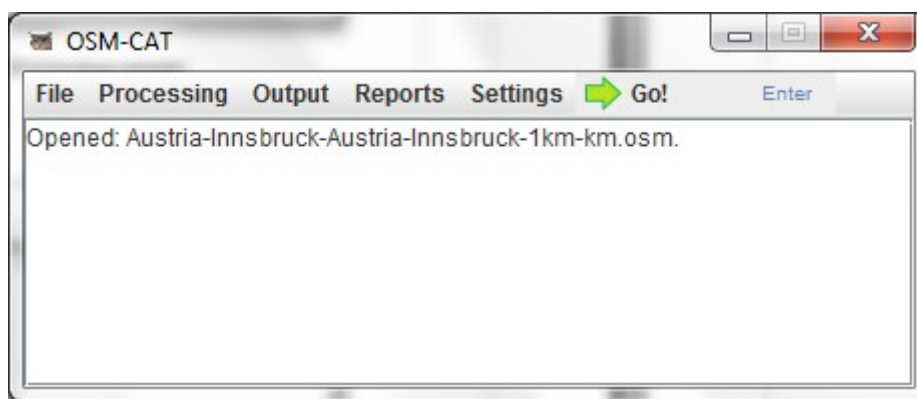 OSM-CAT
File Processing Output Reports Settings Go! Enter
Opened: Austria-Innsbruck-Austria-Innsbruck-1km-km.osm.